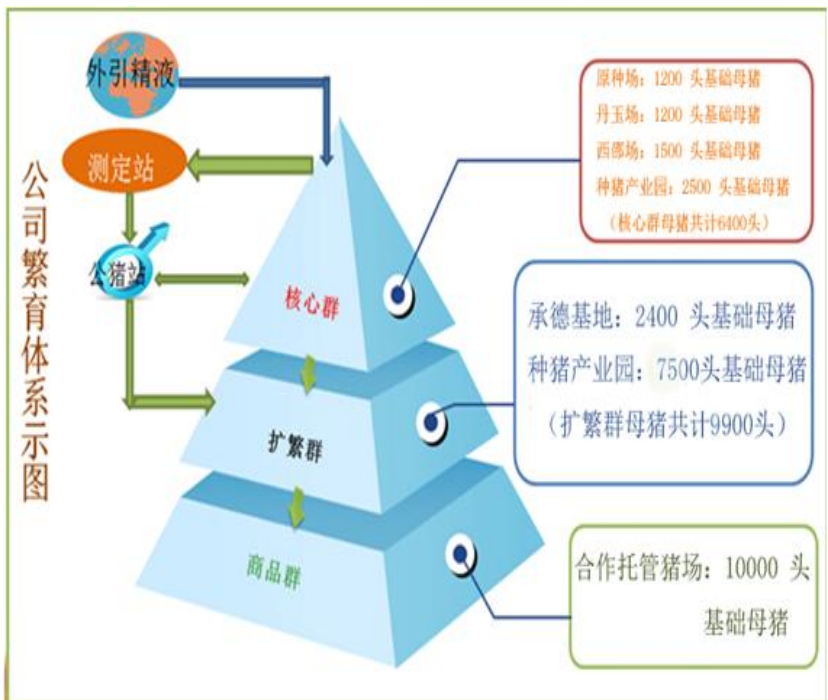 公司繁育体系示图
外引精液
测定站
公猪站
核心群
扩繁群
商品群
原种场：1200 头基础母猪
丹玉场：1200 头基础母猪
西郎场：1500 头基础母猪
种猪产业园：2500 头基础母猪
（核心群母猪共计6400头）
承德基地：2400 头基础母猪
种猪产业园：7500头基础母猪
（扩繁群母猪共计9900头）
合作托管猪场：10000 头
基础母猪